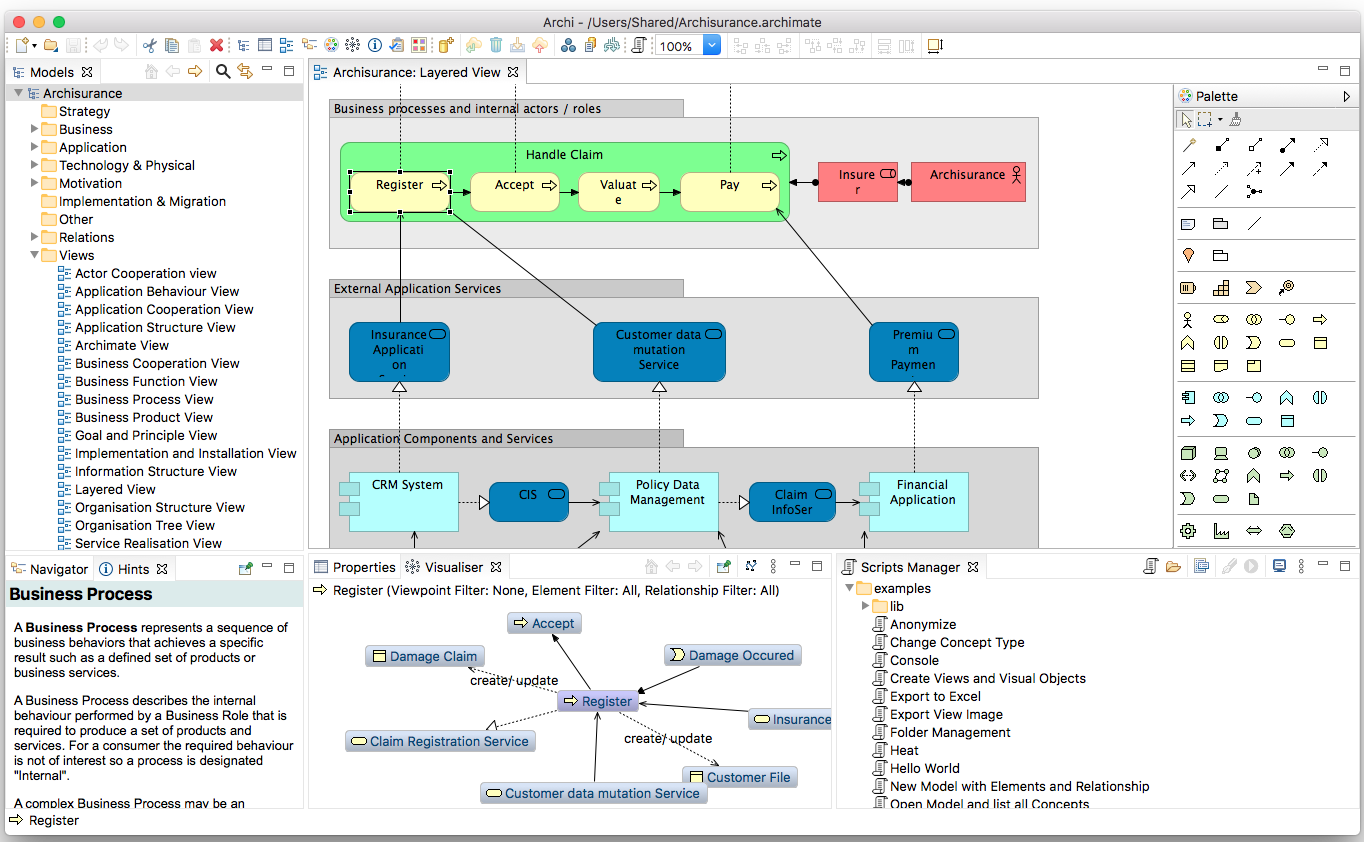 Archi - /Users/Shared/Archisurance.archimate
100%
Models
Archisurance
Strategy
Business
Application
Technology & Physical
Motivation
Implementation & Migration
Other
Relations
Views
Actor Cooperation view
Application Behaviour View
Application Cooperation View
Application Structure View
Archimate View
Business Cooperation View
Business Function View
Business Process View
Business Product View
Goal and Principle View
Implementation and Installation View
Information Structure View
Layered View
Organisation Structure View
Organisation Tree View
Service Realisation View
Archisurance: Layered View
Business processes and internal actors / roles
Handle Claim
Register
Accept
Valuat
e
Pay
Insure
r
Archisurance
External Application Services
Insurance
Applicati
on
Customer data
mutation
Service
Premiu
m
Paymen
Application Components and Services
CRM System
CIS
Policy Data
Management
Claim
InfoSer
Financial
Application
Palette
Navigator
Hints
Business Process
A Business Process represents a sequence of
business behaviors that achieves a specific
result such as a defined set of products or
business services.
A Business Process describes the internal
behaviour performed by a Business Role that is
required to produce a set of products and
services. For a consumer the required behaviour
is not of interest so a process is designated
"Internal".
A complex Business Process may be an
Register
Properties
Visualiser
Register (Viewpoint Filter: None, Element Filter: All, Relationship Filter: All)
Accept
Damage Claim
Damage Occured
create/ update
Register
Insurance
Claim Registration Service
create/ update
Customer File
Customer data mutation Service
Scripts Manager
examples
lib
Anonymize
Change Concept Type
Console
Create Views and Visual Objects
Export to Excel
Export View Image
Folder Management
Heat
Hello World
New Model with Elements and Relationship
Open Model and list all Concepts